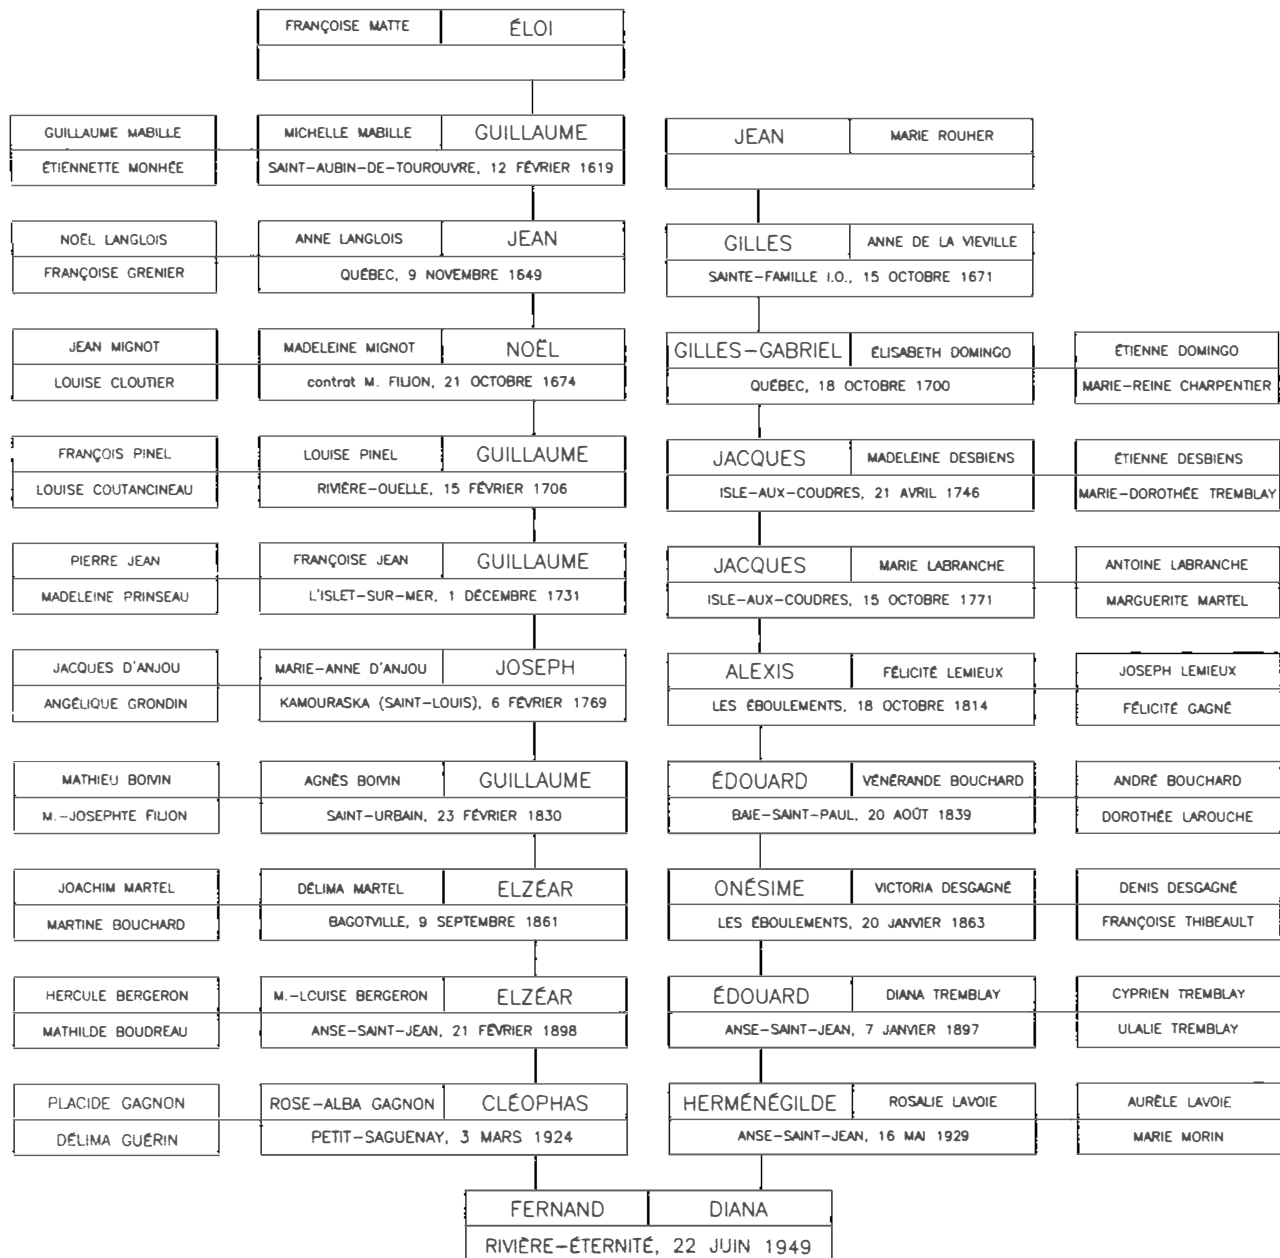 FRANÇOISE MATTE ÉLOI
GUILLAUME MABILLE MICHELLE MABILLE GUILLAUME JEAN MARIE ROUHER
ÉTIENNETTE MONHÉE SAINT-AUBIN-DE-TOUROUVRE, 12 FÉVRIER 1619
NOËL LANGLOIS ANNE LANGLOIS JEAN GILLES ANNE DE LA VIEVILLE
FRANÇOISE GRENIER QUÉBEC, 9 NOVEMBRE 1649 SAINTE-FAMILLE I.O., 15 OCTOBRE 1671
JEAN MIGNOT MADELEINE MIGNOT NOËL GILLES-GABRIEL ÉLISABETH DOMINGO ÉTIENNE DOMINGO
LOUISE CLOUTIER contrat M. FILION, 21 OCTOBRE 1674 QUÉBEC, 18 OCTOBRE 1700 MARIE-REINE CHARPENTIER
FRANÇOIS PINEL LOUISE PINEL GUILLAUME JACQUES MADELEINE DESBIENS ÉTIENNE DESBIENS
LOUISE COUTANCINEAU RIVIÈRE-OUELLE, 15 FÉVRIER 1706 ISLE-AUX-COUDRES, 21 AVRIL 1746 MARIE-DOROTHÉE TREMBLAY
PIERRE JEAN FRANÇOISE JEAN GUILLAUME JACQUES MARIE LABRANCHE ANTOINE LABRANCHE
MADELEINE PRINSEAU L'ISLET-SUR-MER, 1 DÉCEMBRE 1731 ISLE-AUX-COUDRES, 15 OCTOBRE 1771 MARGUERITE MARTEL
JACQUES D'ANJOU MARIE-ANNE D'ANJOU JOSEPH ALEXIS FÉLICITÉ LEMIEUX JOSEPH LEMIEUX
ANGÉLIQUE GRONDIN KAMOURASKA (SAINT-LOUIS), 6 FÉVRIER 1769 LES ÉBOULEMENTS, 18 OCTOBRE 1814 FÉLICITÉ GAGNÉ
MATHIEU BOIVIN AGNÈS BOIVIN GUILLAUME ÉDOUARD VÉNÉRANDE BOUCHARD ANDRÉ BOUCHARD
M.-JOSEPHTE FILION SAINT-URBAIN, 23 FÉVRIER 1830 BAIE-SAINT-PAUL, 20 AOÛT 1839 DOROTHÉE LAROUCHE
JOACHIM MARTEL DÉLIMA MARTEL ELZÉAR ONÉSIME VICTORIA DESGAGNÉ DENIS DESGAGNÉ
MARTINE BOUCHARD BAGOTVILLE, 9 SEPTEMBRE 1861 LES ÉBOULEMENTS, 20 JANVIER 1863 FRANÇOISE THIBEAULT
HERCULE BERGERON M.-LOUISE BERGERON ELZÉAR ÉDOUARD DIANA TREMBLAY CYPRIEN TREMBLAY
MATHILDE BOUDREAU ANSE-SAINT-JEAN, 21 FÉVRIER 1898 ANSE-SAINT-JEAN, 7 JANVIER 1897 ULALIE TREMBLAY
PLACIDE GAGNON ROSE-ALBA GAGNON CLÉOPHAS HERMÉNÉGILDE ROSALIE LAVOIE AURÈLE LAVOIE
DÉLIMA GUÉRIN PETIT-SAGUENAY, 3 MARS 1924 ANSE-SAINT-JEAN, 16 MAI 1929 MARIE MORIN
FERNAND DIANA
RIVIÈRE-ÉTERNITÉ, 22 JUIN 1949